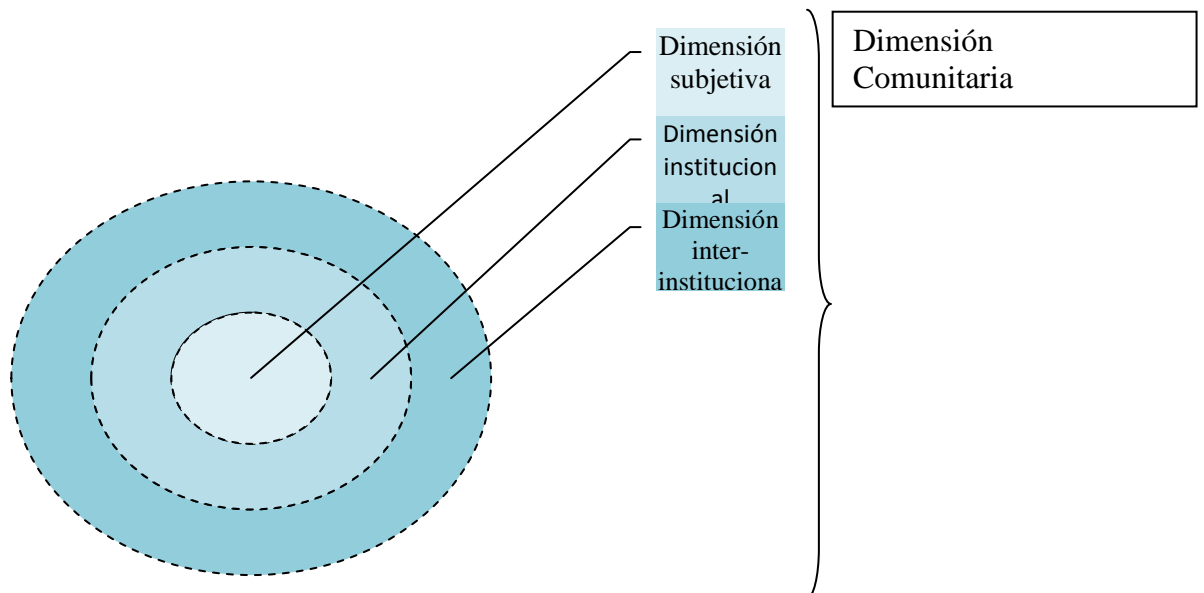 Dimensión
subjetiva
Dimensión
institucion
al
Dimensión
inter-
instituciona
Dimensión
Comunitaria